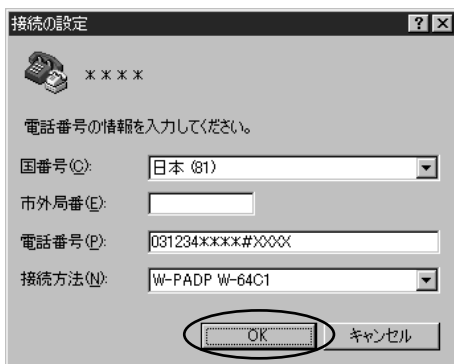 接続の設定
＊＊＊＊
電話番号の情報を入力してください。
国番号(C): 日本 (81)
市外局番(E):
電話番号(P): 031234＊＊＊＊#XXXX
接続方法(N): W-PADP W-64C1
OK キャンセル